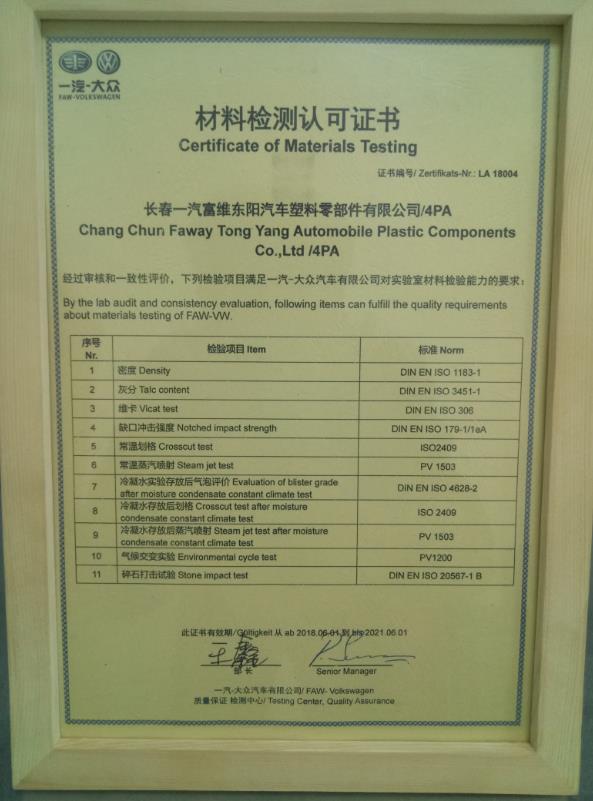 一汽-大众
FAW-VOLKSWAGEN
材料检测认可证书
Certificate of Materials Testing
证书编号/ Zertifikats-Nr.: LA 18004
长春一汽富维东阳汽车塑料零部件有限公司/4PA
Chang Chun Faway Tong Yang Automobile Plastic Components
Co.,Ltd /4PA
经过审核和一致性评价，下列检验项目满足一汽-大众汽车有限公司对实验室材料检验能力的要求：
By the lab audit and consistency evaluation, following items can fulfill the quality requirements
about materials testing of FAW-VW.
序号 Nr. 检验项目 Item 标准 Norm
1 密度 Density DIN EN ISO 1183-1
2 灰分 Talc content DIN EN ISO 3451-1
3 维卡 Vicat test DIN EN ISO 306
4 缺口冲击强度 Notched impact strength DIN EN ISO 179-1/1eA
5 常温划格 Crosscut test ISO2409
6 常温蒸汽喷射 Steam jet test PV 1503
7 冷凝水实验存放后气泡评价 Evaluation of blister grade
after moisture condensate constant climate test DIN EN ISO 4628-2
8 冷凝水存放后划格 Crosscut test after moisture
condensate constant climate test ISO 2409
9 冷凝水存放后蒸汽喷射 Steam jet test after moisture
condensate constant climate test PV 1503
10 气候交变实验 Environmental cycle test PV1200
11 碎石打击试验 Stone impact test DIN EN ISO 20567-1 B
此证书有效期/Gültigkeit 从 ab 2018.06.01 到 bis 2021.06.01
部长 Senior Manager
一汽-大众汽车有限公司/ FAW- Volkswagen
质量保证 检测中心/ Testing Center, Quality Assurance